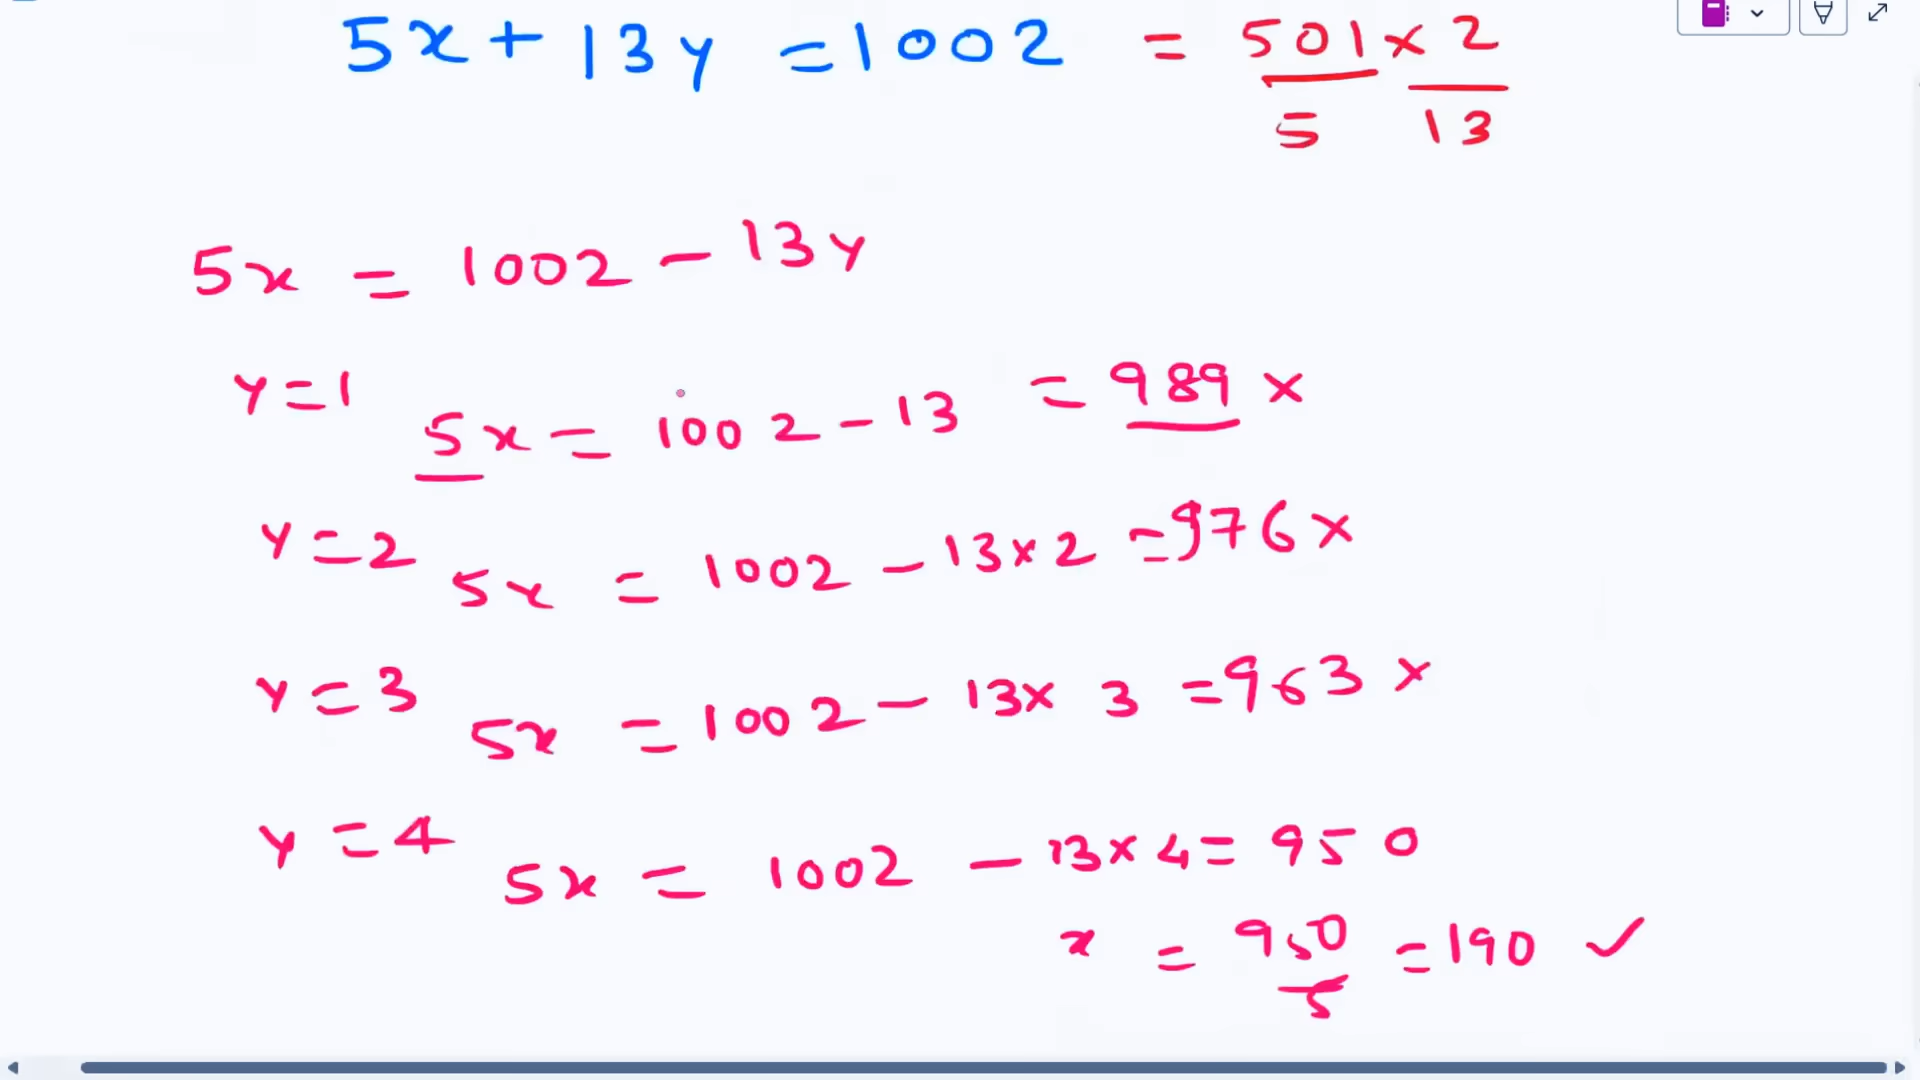 5x + 13y = 1002 = 501 × 2
5 13
5x = 1002 - 13y
y = 1
5x = 1002 - 13 = 989 ×
y = 2
5x = 1002 - 13 × 2 = 976 ×
y = 3
5x = 1002 - 13 × 3 = 963 ×
y = 4
5x = 1002 - 13 × 4 = 950
x = 950/5 = 190 ✓